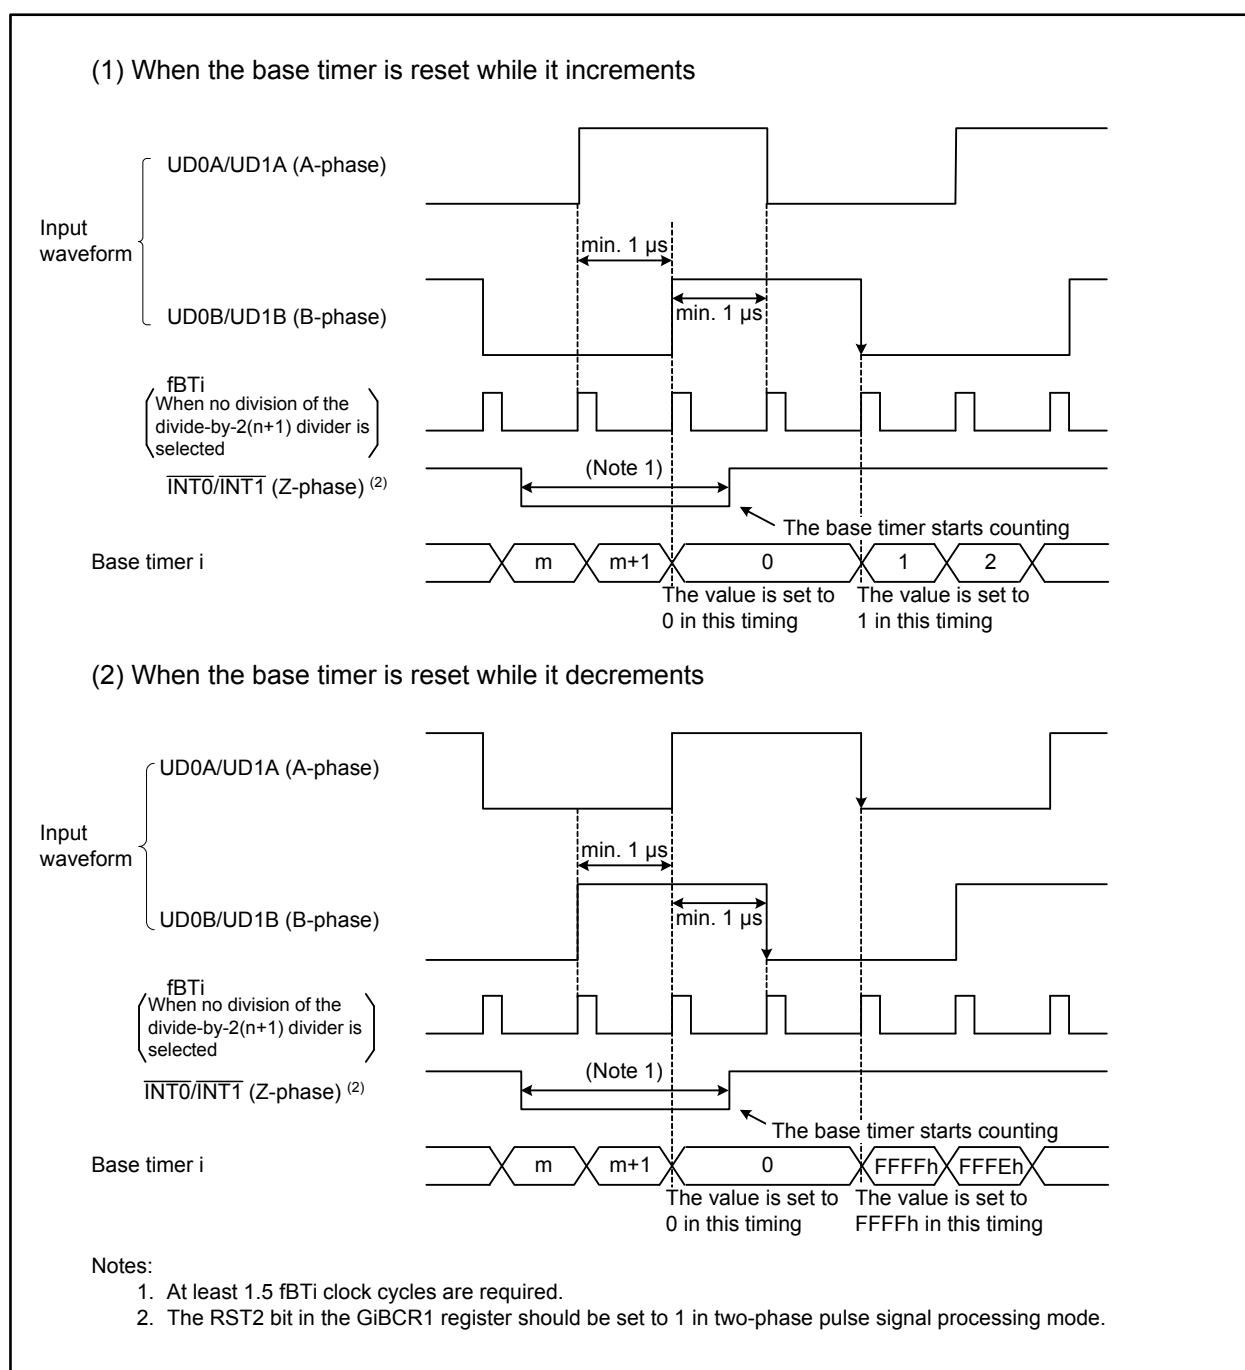 (1) When the base timer is reset while it increments
UD0A/UD1A (A-phase)
Input
waveform
min. 1 µs
min. 1 µs
UD0B/UD1B (B-phase)
fBTi
When no division of the
divide-by-2(n+1) divider is
selected
(Note 1)
INT0/INT1 (Z-phase) (2)
The base timer starts counting
Base timer i
m
m+1
0
1
2
The value is set to
0 in this timing
The value is set to
1 in this timing
(2) When the base timer is reset while it decrements
UD0A/UD1A (A-phase)
Input
waveform
min. 1 µs
min. 1 µs
UD0B/UD1B (B-phase)
fBTi
When no division of the
divide-by-2(n+1) divider is
selected
(Note 1)
INT0/INT1 (Z-phase) (2)
The base timer starts counting
Base timer i
m
m+1
0
FFFFh
FFFEh
The value is set to
0 in this timing
The value is set to
FFFFh in this timing
Notes:
1. At least 1.5 fBTi clock cycles are required.
2. The RST2 bit in the GiBCR1 register should be set to 1 in two-phase pulse signal processing mode.